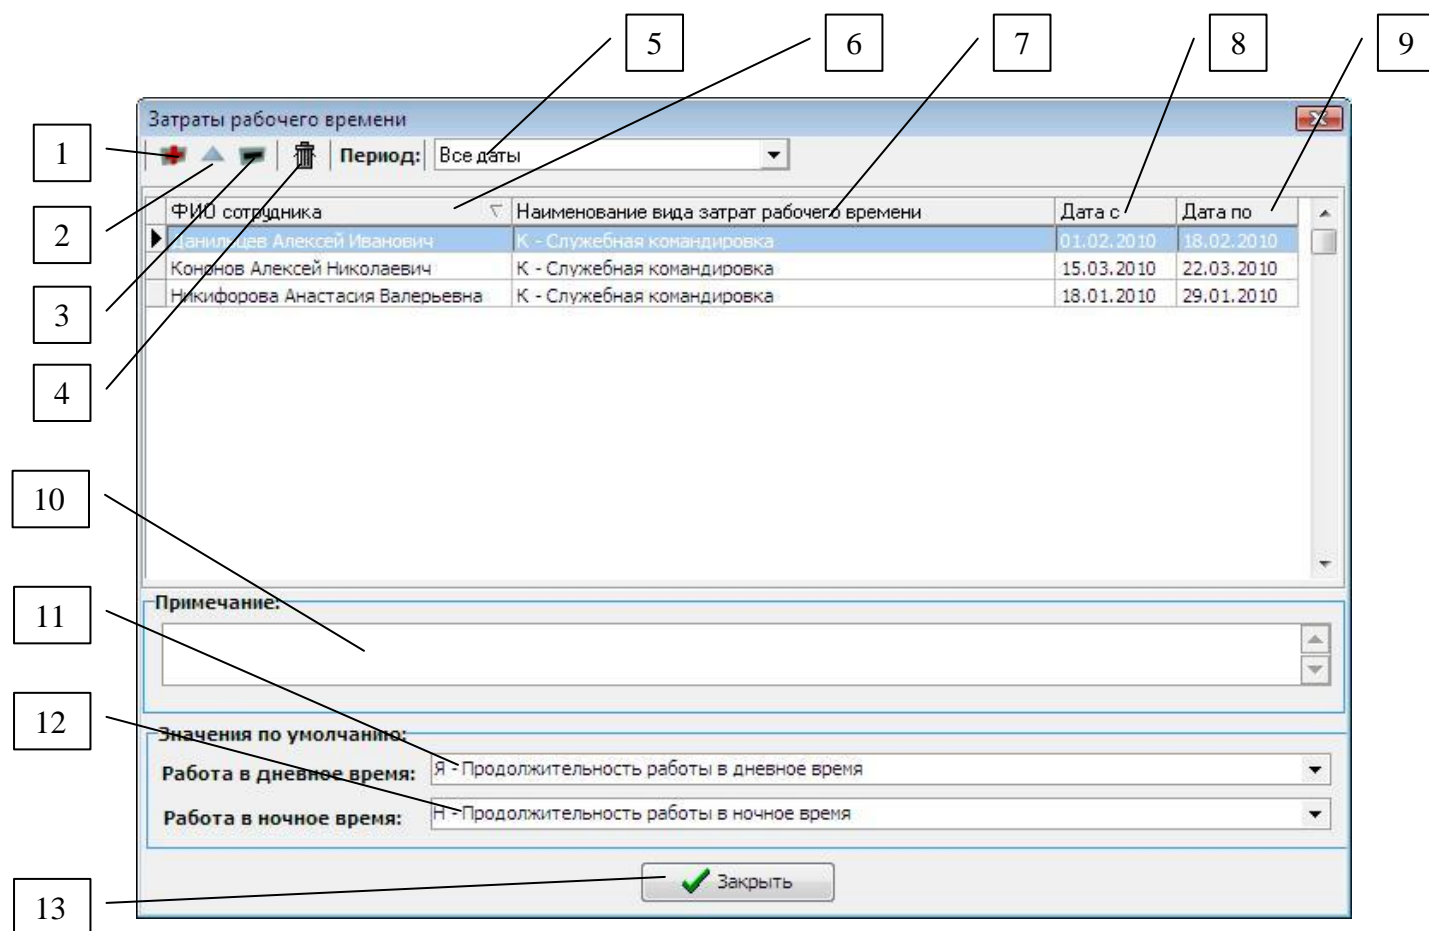 5 6 7 8 9
Затраты рабочего времени
1
Период: Все даты
ФИО сотрудника Наименование вида затрат рабочего времени Дата с Дата по
2
Данильцев Алексей Иванович К - Служебная командировка 01.02.2010 18.02.2010
Кононов Алексей Николаевич К - Служебная командировка 15.03.2010 22.03.2010
Никифорова Анастасия Валерьевна К - Служебная командировка 18.01.2010 29.01.2010
3
4
10
Примечание:
11
12
Значения по умолчанию:
Работа в дневное время: Я - Продолжительность работы в дневное время
Работа в ночное время: Н - Продолжительность работы в ночное время
Закрыть
13